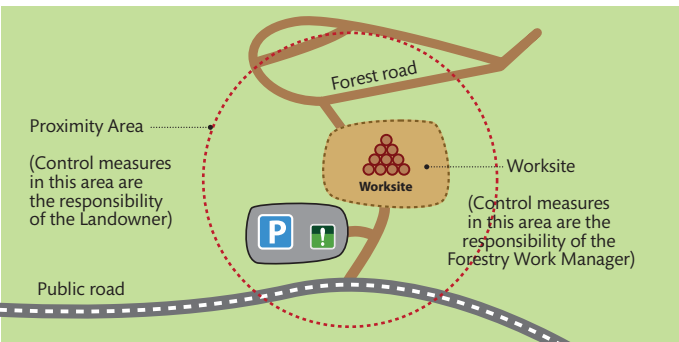 Forest road
Proximity Area
(Control measures
in this area are
the responsibility
of the Landowner)
Worksite
Worksite
(Control measures
in this area are the
responsibility of the
Forestry Work Manager)
P
!
Public road